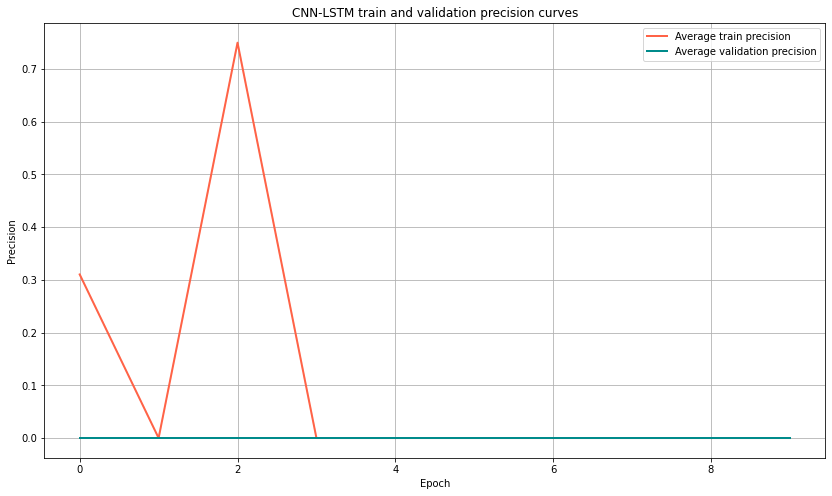 CNN-LSTM train and validation precision curves
Average train precision
Average validation precision
Precision
0.7
0.6
0.5
0.4
0.3
0.2
0.1
0.0
0 2 4 6 8
Epoch